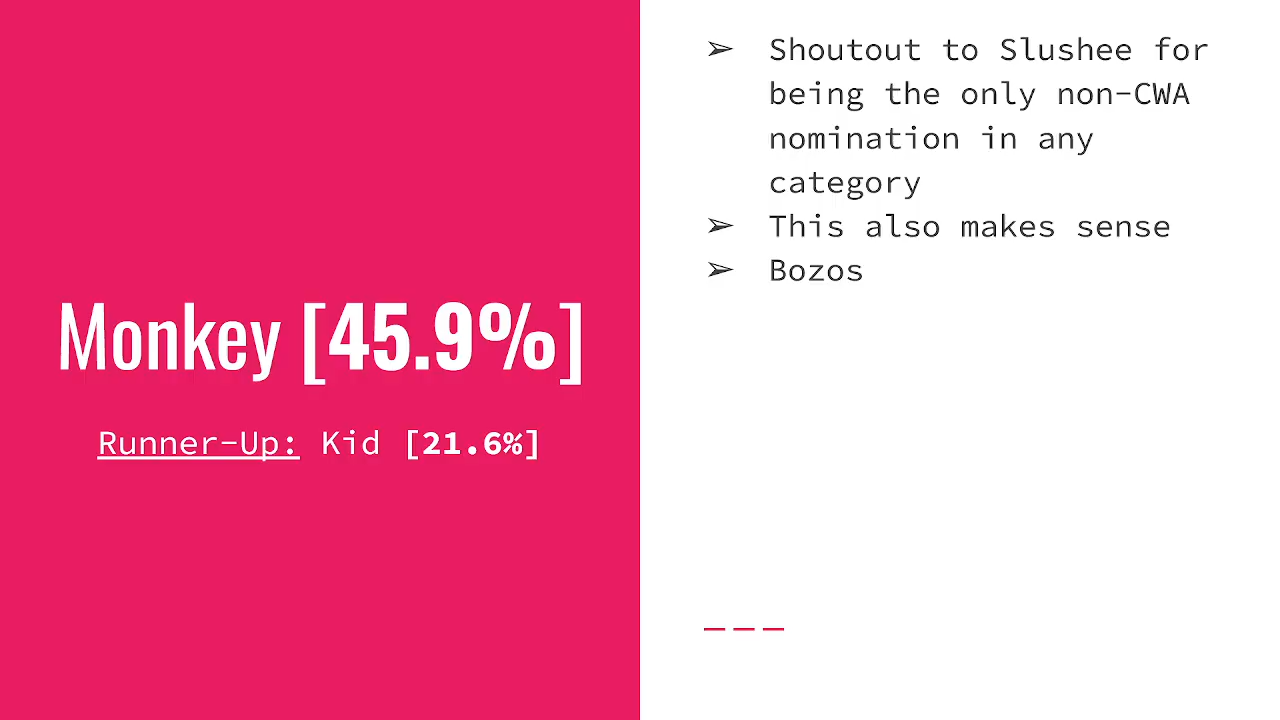 Monkey [45.9%]
Runner-Up: Kid [21.6%]
➢ Shoutout to Slushee for
being the only non-CWA
nomination in any
category
➢ This also makes sense
➢ Bozos